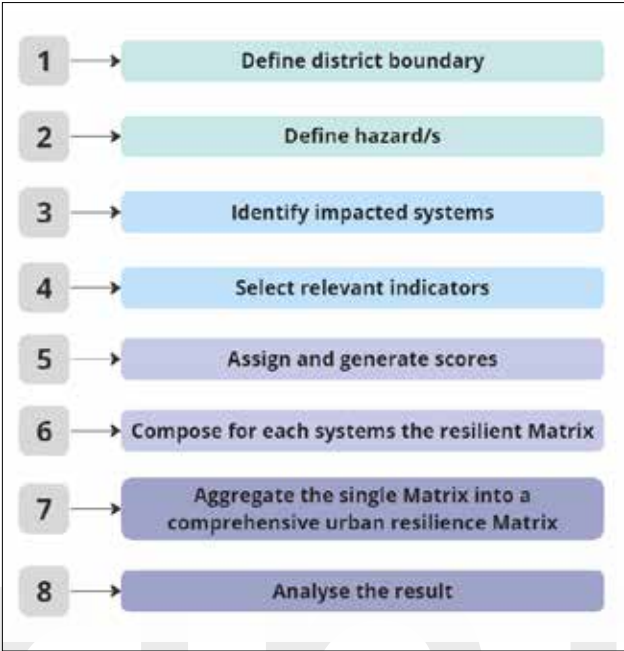 1 Define district boundary
2 Define hazard/s
3 Identify impacted systems
4 Select relevant indicators
5 Assign and generate scores
6 Compose for each systems the resilient Matrix
7 Aggregate the single Matrix into a
comprehensive urban resilience Matrix
8 Analyse the result